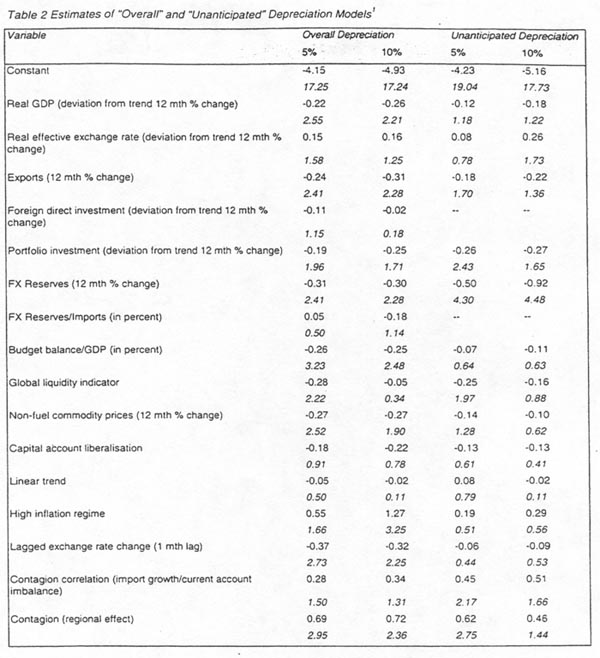 Table 2 Estimates of "Overall" and "Unanticipated" Depreciation Models¹
Variable Overall Depreciation Unanticipated Depreciation
5% 10% 5% 10%
Constant -4.15 -4.93 -4.23 -5.16
17.25 17.24 19.04 17.73
Real GDP (deviation from trend 12 mth % change) -0.22 -0.26 -0.12 -0.18
2.55 2.21 1.18 1.22
Real effective exchange rate (deviation from trend 12 mth % 0.15 0.16 0.08 0.26
change)
1.58 1.25 0.78 1.73
Exports (12 mth % change) -0.24 -0.31 -0.18 -0.22
2.41 2.28 1.70 1.36
Foreign direct investment (deviation from trend 12 mth % -0.11 -0.02 -- --
change)
1.15 0.18
Portfolio investment (deviation from trend 12 mth % change) -0.19 -0.25 -0.26 -0.27
1.96 1.71 2.43 1.65
FX Reserves (12 mth % change) -0.31 -0.30 -0.50 -0.92
2.41 2.28 4.30 4.48
FX Reserves/Imports (in percent) 0.05 -0.18 -- --
0.50 1.14
Budget balance/GDP (in percent) -0.26 -0.25 -0.07 -0.11
3.23 2.48 0.64 0.63
Global liquidity indicator -0.28 -0.05 -0.25 -0.16
2.22 0.34 1.97 0.88
Non-fuel commodity prices (12 mth % change) -0.27 -0.27 -0.14 -0.10
2.52 1.90 1.28 0.62
Capital account liberalisation -0.18 -0.22 -0.13 -0.13
0.91 0.78 0.61 0.41
Linear trend -0.05 -0.02 0.08 -0.02
0.50 0.11 0.79 0.11
High inflation regime 0.55 1.27 0.19 0.29
1.66 3.25 0.51 0.56
Lagged exchange rate change (1 mth lag) -0.37 -0.32 -0.06 -0.09
2.73 2.25 0.44 0.53
Contagion correlation (import growth/current account 0.28 0.34 0.45 0.51
imbalance)
1.50 1.31 2.17 1.66
Contagion (regional effect) 0.69 0.72 0.62 0.46
2.95 2.36 2.75 1.44